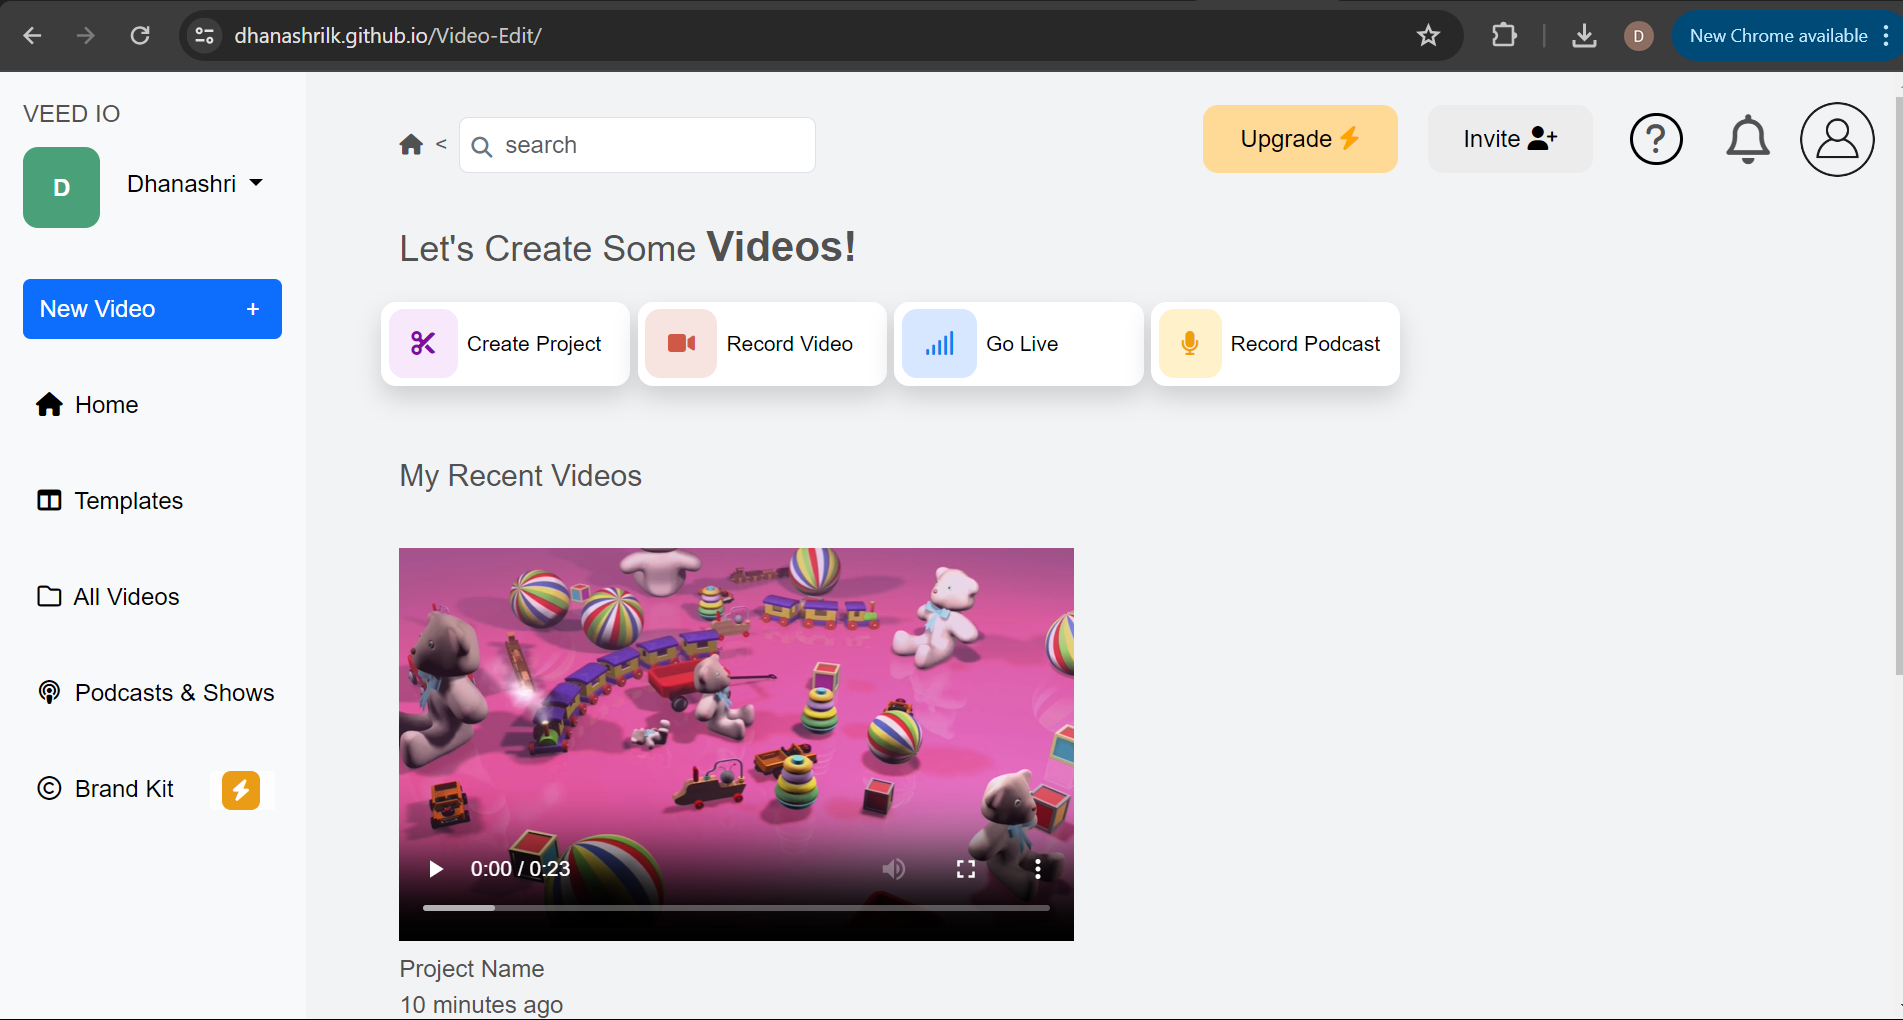 dhanashrilk.github.io/Video-Edit/
D
New Chrome available
VEED IO
D
Dhanashri
New Video +
Home
Templates
All Videos
Podcasts & Shows
Brand Kit
<
search
Upgrade
Invite
?
Let's Create Some Videos!
Create Project
Record Video
Go Live
Record Podcast
My Recent Videos
0:00 / 0:23
Project Name
10 minutes ago